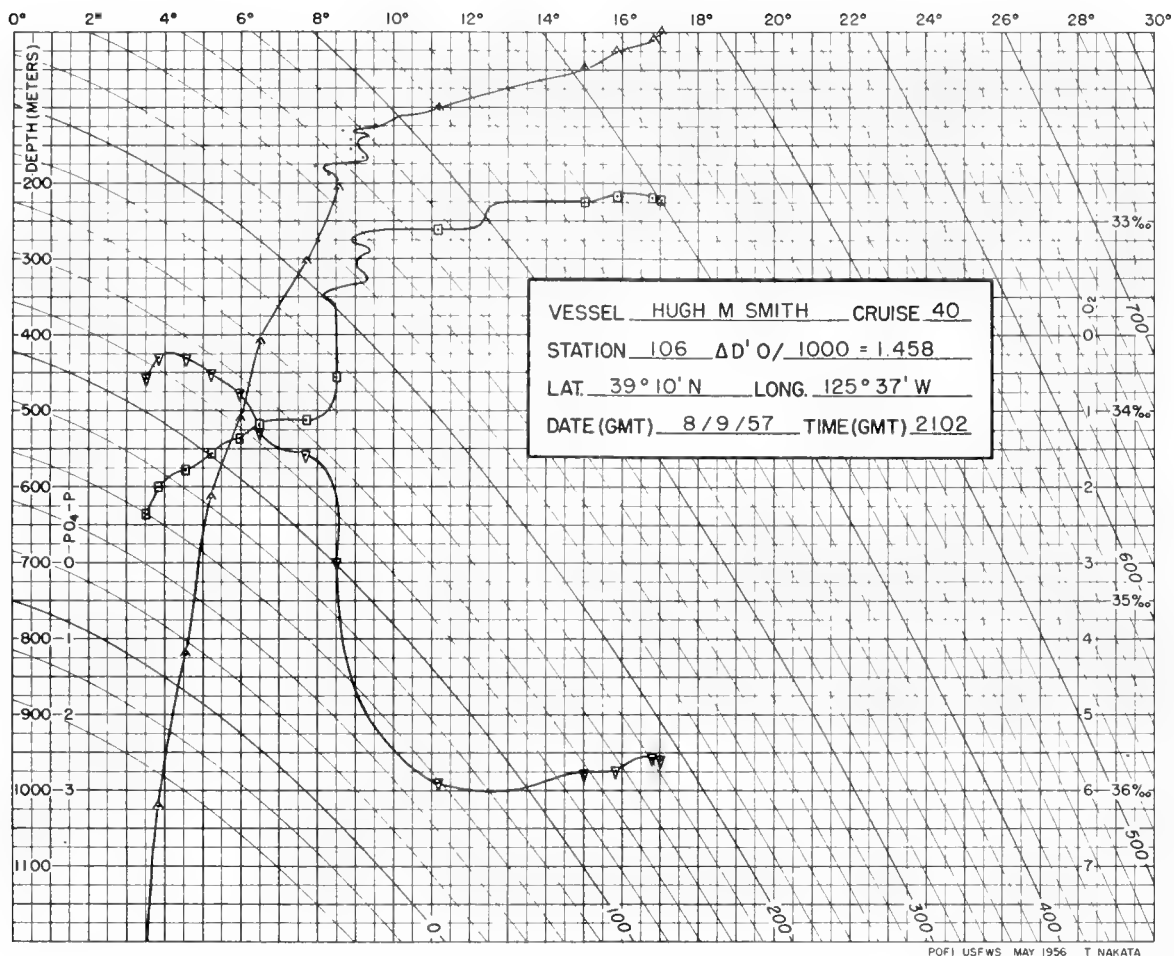 0° 2° 4° 6° 8° 10° 12° 14° 16° 18° 20° 22° 24° 26° 28° 30°
DEPTH (METERS)
200
33‰
300
O₂
700
VESSEL HUGH M SMITH CRUISE 40
400
0
STATION 106 ΔD' 0/1000 = 1.458
LAT. 39° 10' N LONG. 125° 37' W
500
1
34‰
DATE (GMT) 8/9/57 TIME (GMT) 2102
600
2
PO₄-P
700 0
3
600
35‰
800 1
4
900 2
5
1000 3
6 36‰
500
1100
7
0 100 200 300 400
POFI USFWS MAY 1956 T NAKATA